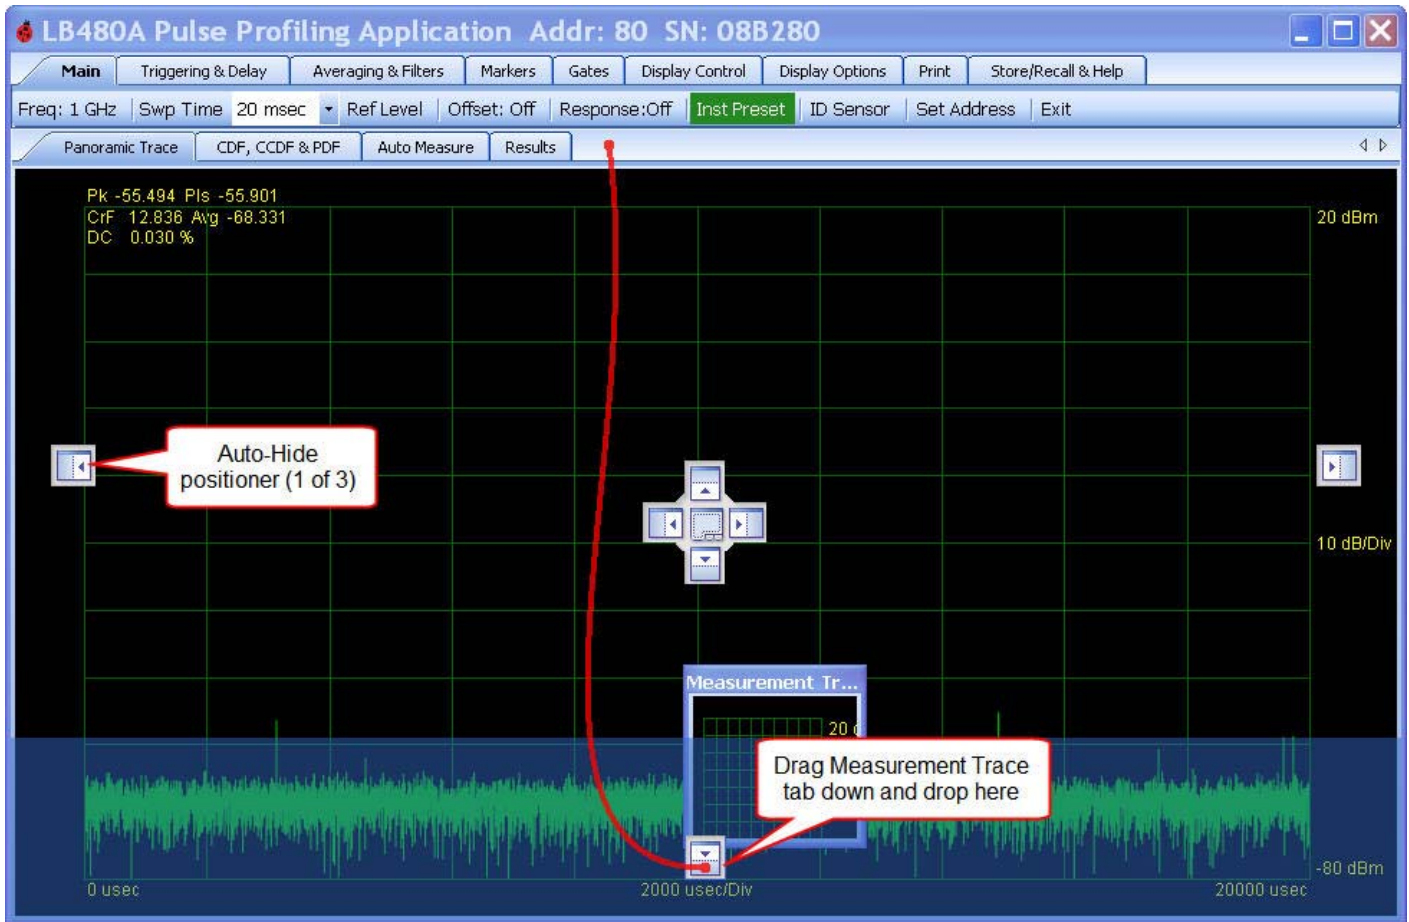 LB480A Pulse Profiling Application Addr: 80 SN: 08B280
Main Triggering & Delay Averaging & Filters Markers Gates Display Control Display Options Print Store/Recall & Help
Freq: 1 GHz Swp Time 20 msec Ref Level Offset: Off Response:Off Inst Preset ID Sensor Set Address Exit
Panoramic Trace CDF, CCDF & PDF Auto Measure Results
Pk -55.494 Pls -55.901
CrF 12.836 Avg -68.331
DC 0.030 %
20 dBm
Auto-Hide
positioner (1 of 3)
10 dB/Div
Measurement Tr...
20
Drag Measurement Trace
tab down and drop here
-80 dBm
0 usec 2000 usec/Div 20000 usec